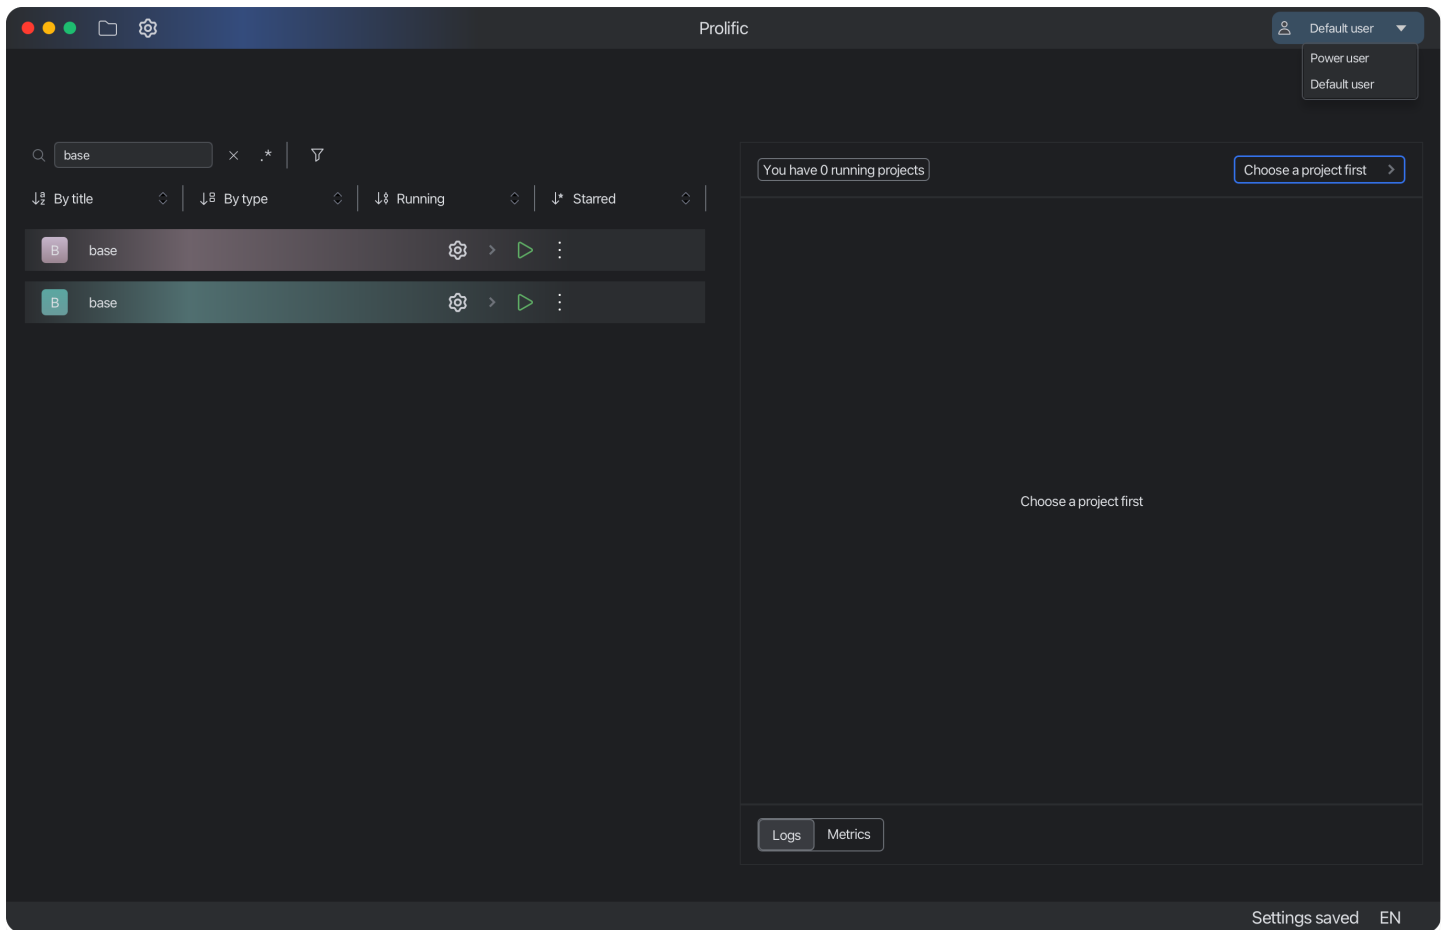 Prolific
Default user
Power user
Default user
base
.*
You have 0 running projects
Choose a project first
By title
By type
Running
Starred
B base
B base
Choose a project first
Logs
Metrics
Settings saved
EN